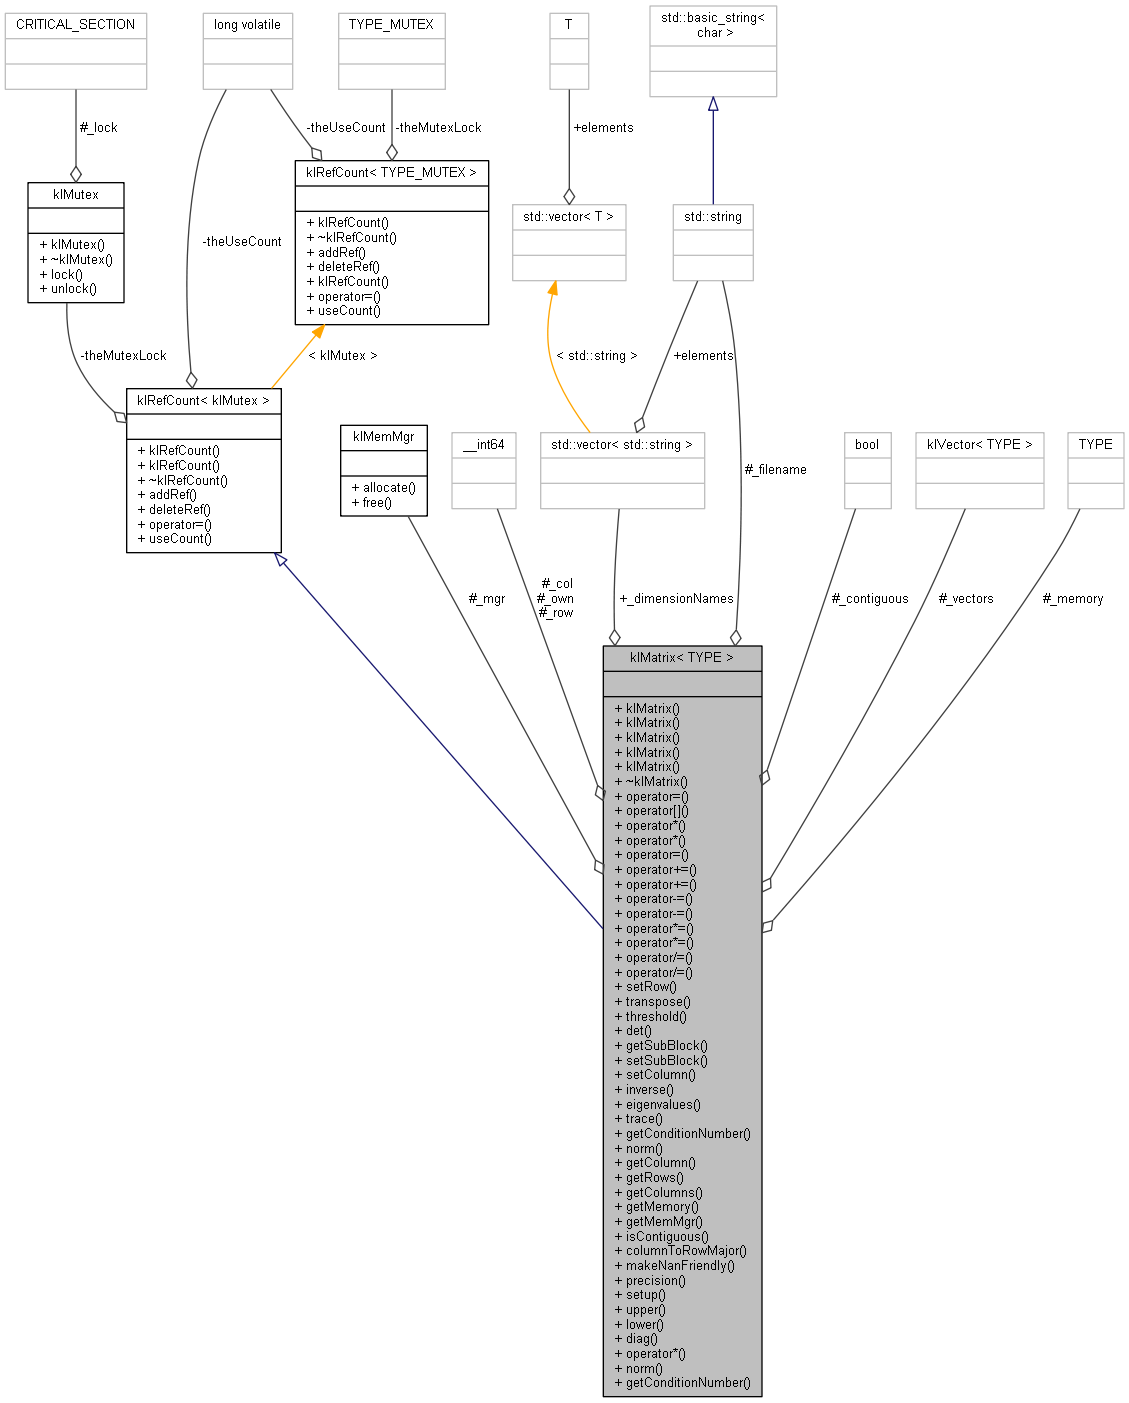 CRITICAL_SECTION
long volatile
TYPE_MUTEX
T
std::basic_string<
char >
#_lock
-theUseCount
-theMutexLock
+elements
klMutex
+ klMutex()
+ ~klMutex()
+ lock()
+ unlock()
klRefCount< TYPE_MUTEX >
+ klRefCount()
+ ~klRefCount()
+ addRef()
+ deleteRef()
+ klRefCount()
+ operator=()
+ useCount()
std::vector< T >
std::string
-theUseCount
-theMutexLock
< klMutex >
< std::string >
+elements
#_filename
klRefCount< klMutex >
+ klRefCount()
+ klRefCount()
+ ~klRefCount()
+ addRef()
+ deleteRef()
+ operator=()
+ useCount()
klMemMgr
+ allocate()
+ free()
__int64
std::vector< std::string >
bool
klVector< TYPE >
TYPE
#_mgr
#_col
#_own
#_row
+_dimensionNames
#_contiguous
#_vectors
#_memory
klMatrix< TYPE >
+ klMatrix()
+ klMatrix()
+ klMatrix()
+ klMatrix()
+ klMatrix()
+ ~klMatrix()
+ operator=()
+ operator[]()
+ operator*()
+ operator*()
+ operator=()
+ operator+=()
+ operator+=()
+ operator-=()
+ operator-=()
+ operator*=()
+ operator*=()
+ operator/=()
+ operator/=()
+ setRow()
+ transpose()
+ threshold()
+ det()
+ getSubBlock()
+ setSubBlock()
+ setColumn()
+ inverse()
+ eigenvalues()
+ trace()
+ getConditionNumber()
+ norm()
+ getColumn()
+ getRows()
+ getColumns()
+ getMemory()
+ getMemMgr()
+ isContiguous()
+ columnToRowMajor()
+ makeNanFriendly()
+ precision()
+ setup()
+ upper()
+ lower()
+ diag()
+ operator*()
+ norm()
+ getConditionNumber()